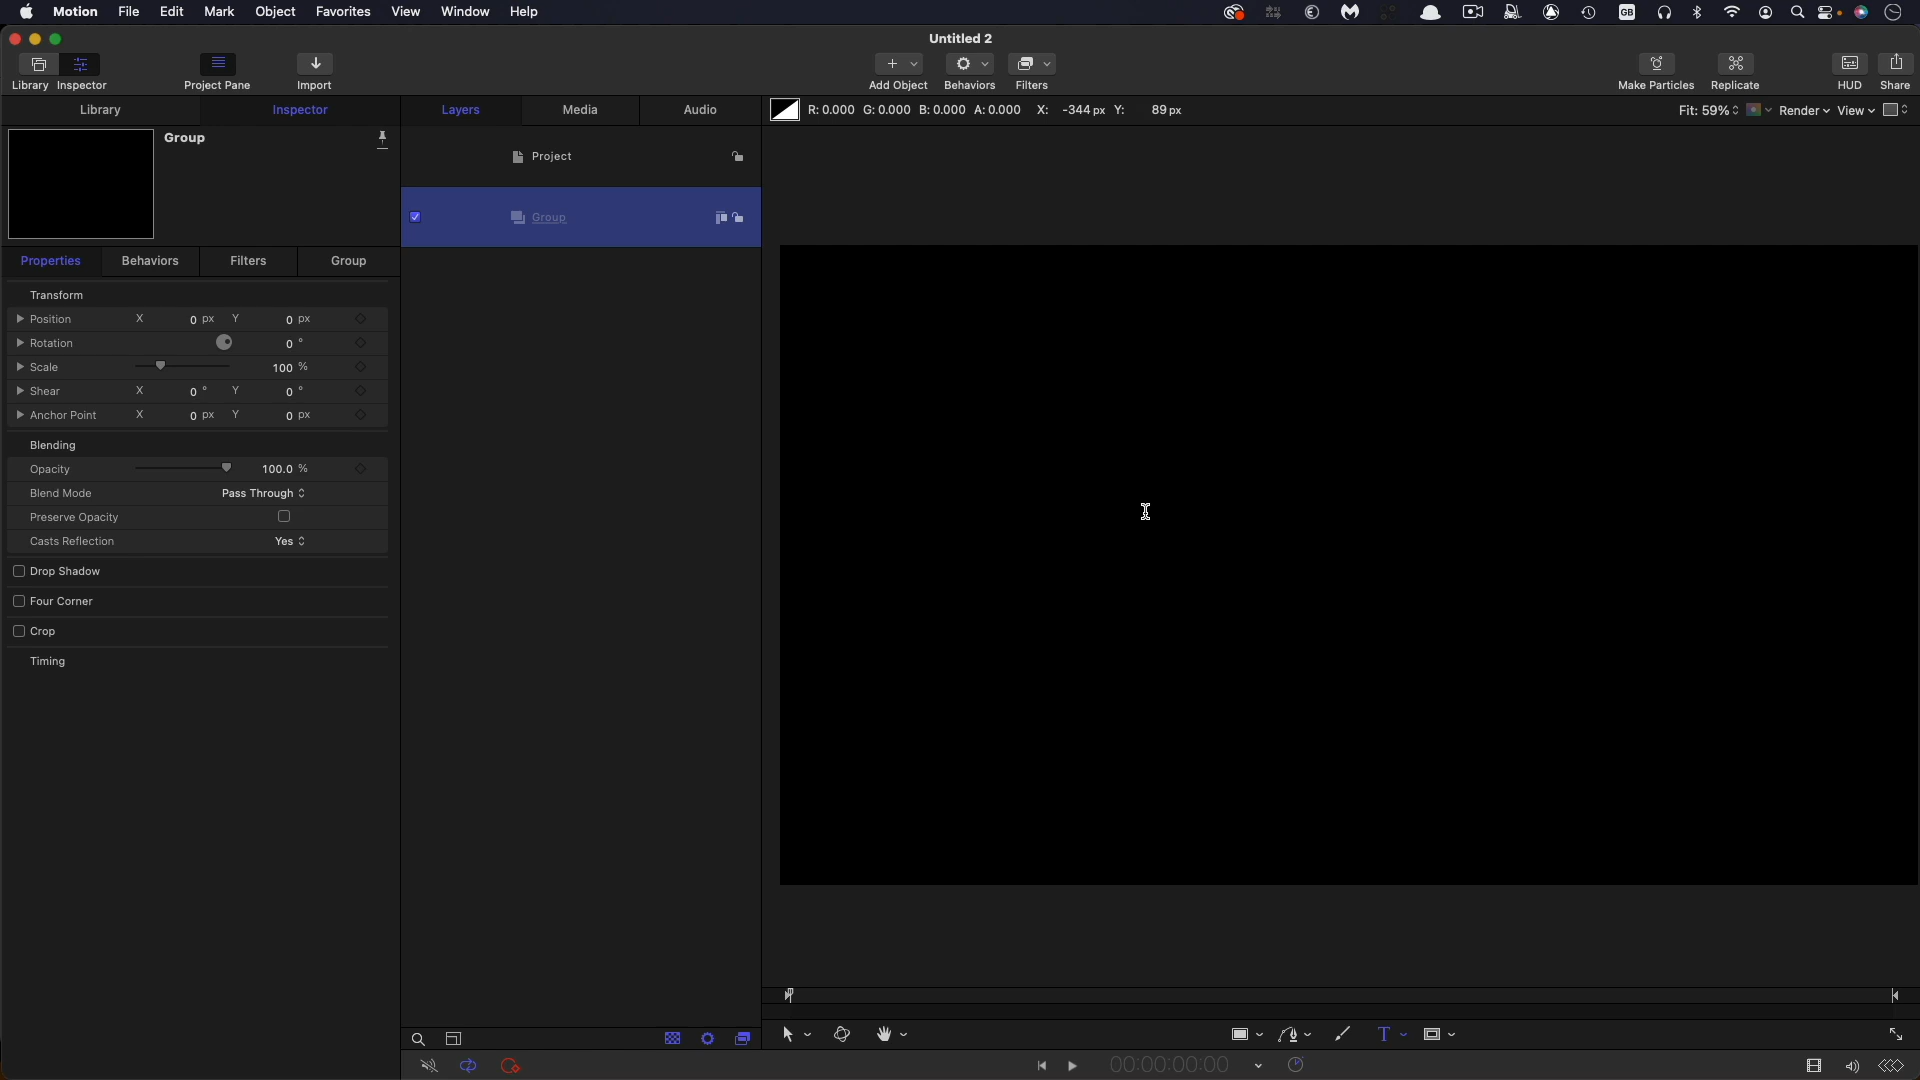 Motion File Edit Mark Object Favorites View Window Help GB
Untitled 2
Library Inspector Project Pane Import Add Object Behaviors Filters Make Particles Replicate HUD Share
Library Inspector Layers Media Audio R: 0.000 G: 0.000 B: 0.000 A: 0.000 X: -344 px Y: 89 px Fit: 59% Render View
Group
Project
Group
Properties Behaviors Filters Group
Transform
Position X 0 px Y 0 px
Rotation 0 °
Scale 100 %
Shear X 0 ° Y 0 °
Anchor Point X 0 px Y 0 px
Blending
Opacity 100.0 %
Blend Mode Pass Through
Preserve Opacity
Casts Reflection Yes
Drop Shadow
Four Corner
Crop
Timing
T
00:00:00:00